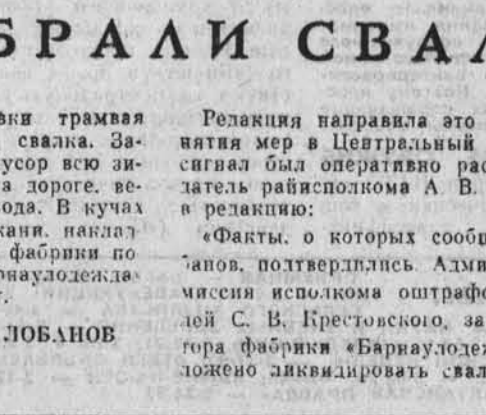 БРАЛИ СВАЛ
вки трамвая
свалка. За-
усор всю зи-
а дороге, ве-
ода. В кучах
кани, наклад
фабрики по
рнаулодежда
ЛОБАНОВ
Редакция направила это
нятия мер в Центральный
сигнал был оперативно рас
датель райисполкома А. В.
в редакцию:
«Факты, о которых сообщ
анов, подтвердились. Адми
миссия исполкома оштрафо
лей С. В. Крестовского, за
тора фабрики «Барнаулодеж
ложено ликвидировать свал